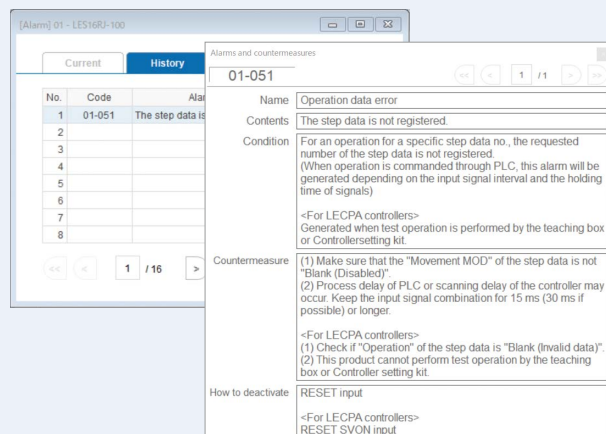 [Alarm] 01 - LES16RJ-100
Current History
No. Code Alar
1 01-051 The step data is
2
3
4
5
6
7
8
<< < 1 / 16 >
Alarms and countermeasures
01-051
<< < 1 / 1 > >>
Name Operation data error
Contents The step data is not registered.
Condition For an operation for a specific step data no., the requested
number of the step data is not registered.
(When operation is commanded through PLC, this alarm will be
generated depending on the input signal interval and the holding
time of signals)
<For LECPA controllers>
Generated when test operation is performed by the teaching box
or Controllersetting kit.
Countermeasure (1) Make sure that the "Movement MOD" of the step data is not
"Blank (Disabled)".
(2) Process delay of PLC or scanning delay of the controller may
occur. Keep the input signal combination for 15 ms (30 ms if
possible) or longer.
<For LECPA controllers>
(1) Check if "Operation" of the step data is "Blank (Invalid data)".
(2) This product cannot perform test operation by the teaching
box or Controller setting kit.
How to deactivate RESET input
<For LECPA controllers>
RESET SVON input